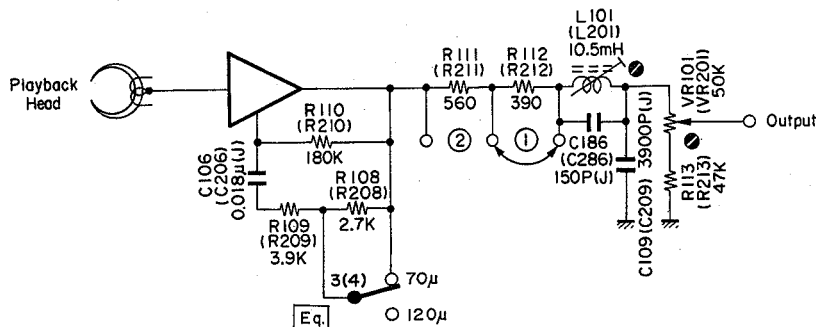 Playback
Head
R110
(R210)
180K
C106
(C206)
0.018μ(J)
R109
(R209)
3.9K
R108
(R208)
2.7K
3(4)
70μ
120μ
Eq.
R111
(R211)
560
②
R112
(R212)
390
①
L101
(L201)
10.5mH
C186
(C286)
150P(J)
C109(C209) 3900P(J)
VR101
(VR201)
50K
R113
(R213)
47K
Output